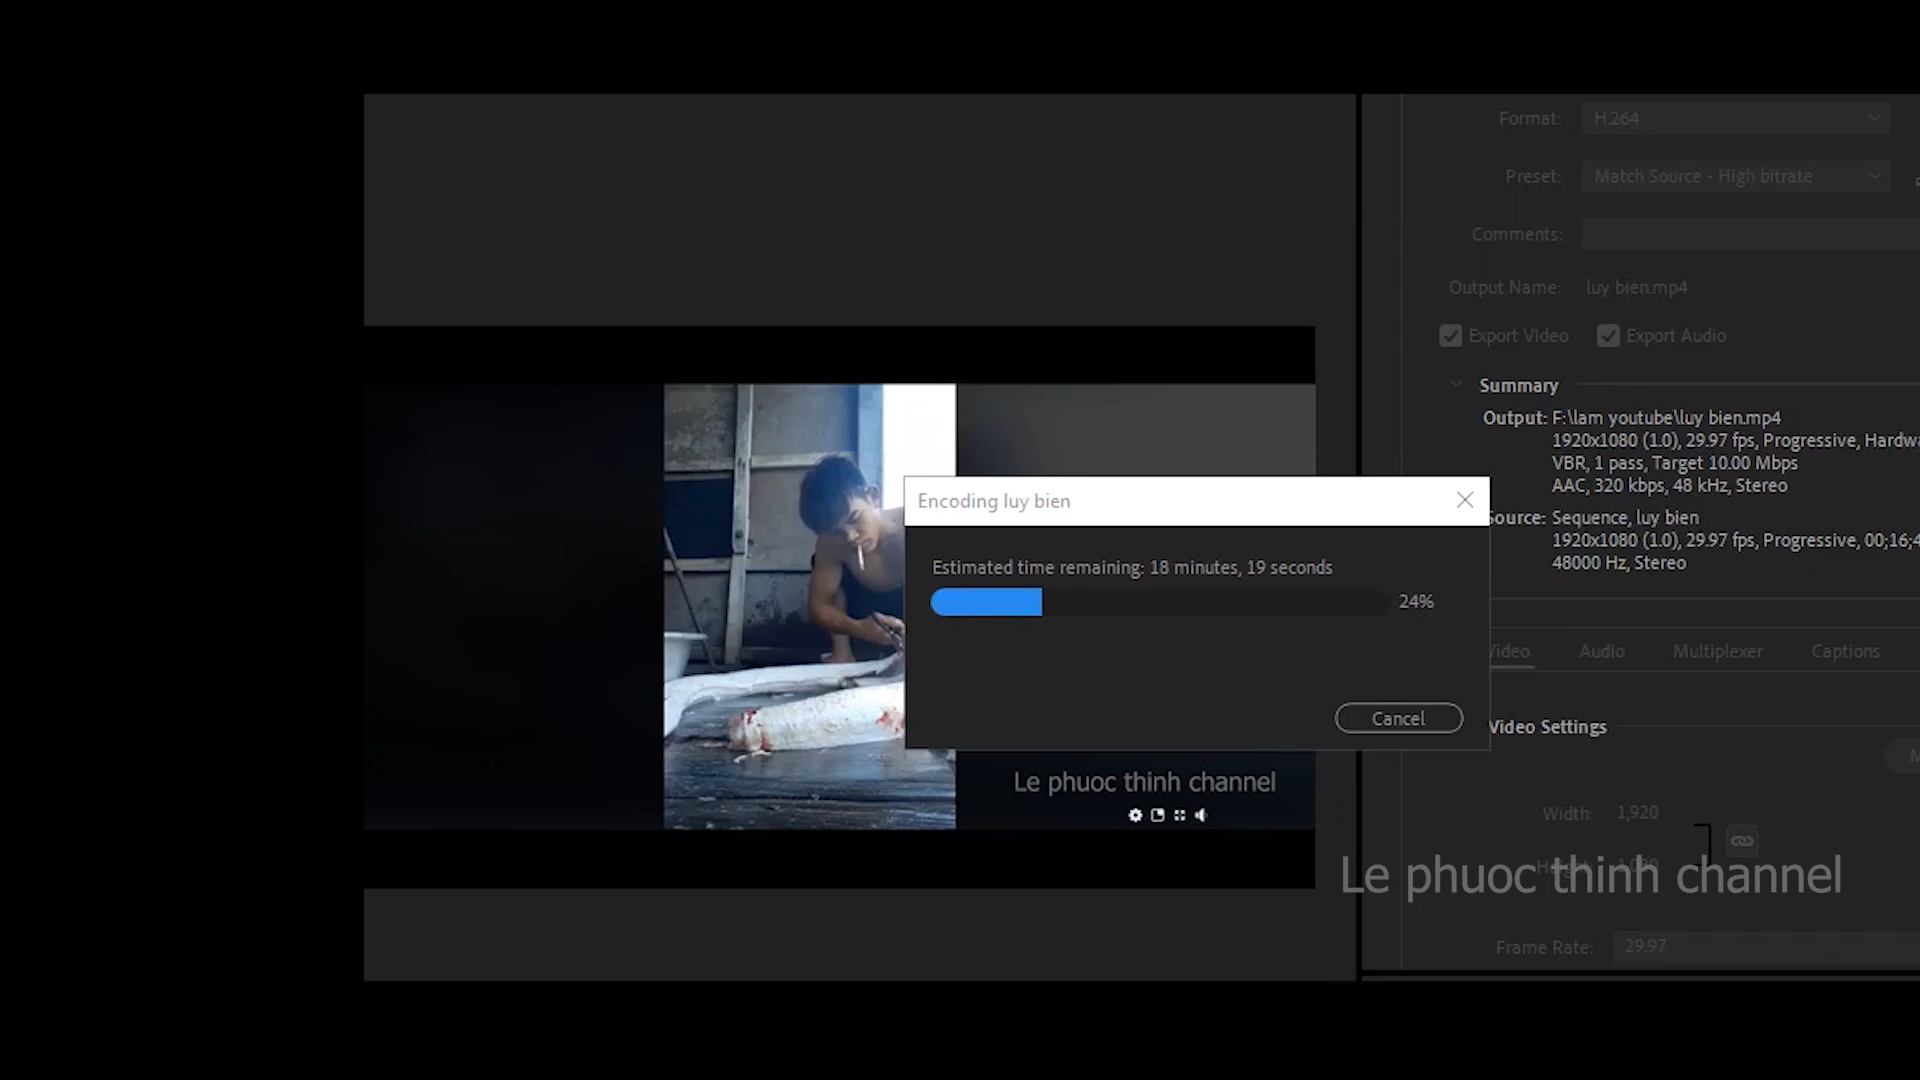 Format: H.264
Preset: Match Source - High bitrate
Comments:
Output Name: luy bien.mp4
Export Video Export Audio
Summary
Output: F:\lam youtube\luy bien.mp4
1920x1080 (1.0), 29.97 fps, Progressive, Hardwa
VBR, 1 pass, Target 10.00 Mbps
AAC, 320 kbps, 48 kHz, Stereo
Source: Sequence, luy bien
1920x1080 (1.0), 29.97 fps, Progressive, 00;16;4
48000 Hz, Stereo
Encoding luy bien
Estimated time remaining: 18 minutes, 19 seconds
24%
Cancel
Video Audio Multiplexer Captions
Video Settings
M
Width: 1,920
Height: 1,080
Frame Rate: 29.97
Le phuoc thinh channel
Le phuoc thinh channel